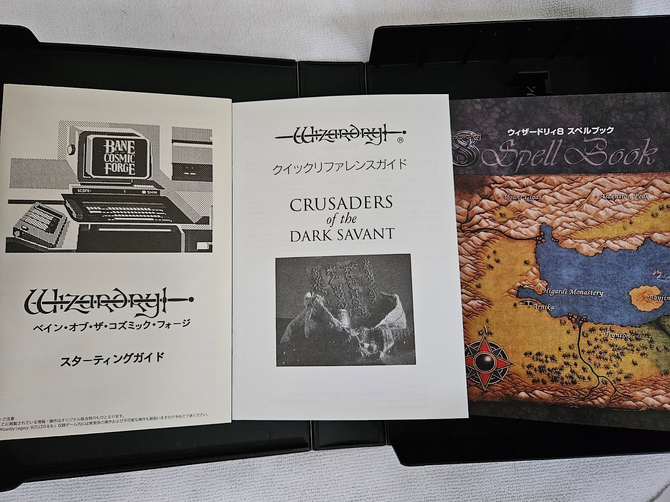 BANE
COSMIC
FORGE
Wizardry
ベイン・オブ・ザ・コズミック・フォージ
スターティングガイド
Wizardry®
クイックリファレンスガイド
CRUSADERS
of the
DARK SAVANT
ウィザードリィ8 スペルブック
8 Spell Book
Higardi Monastery
Arnika